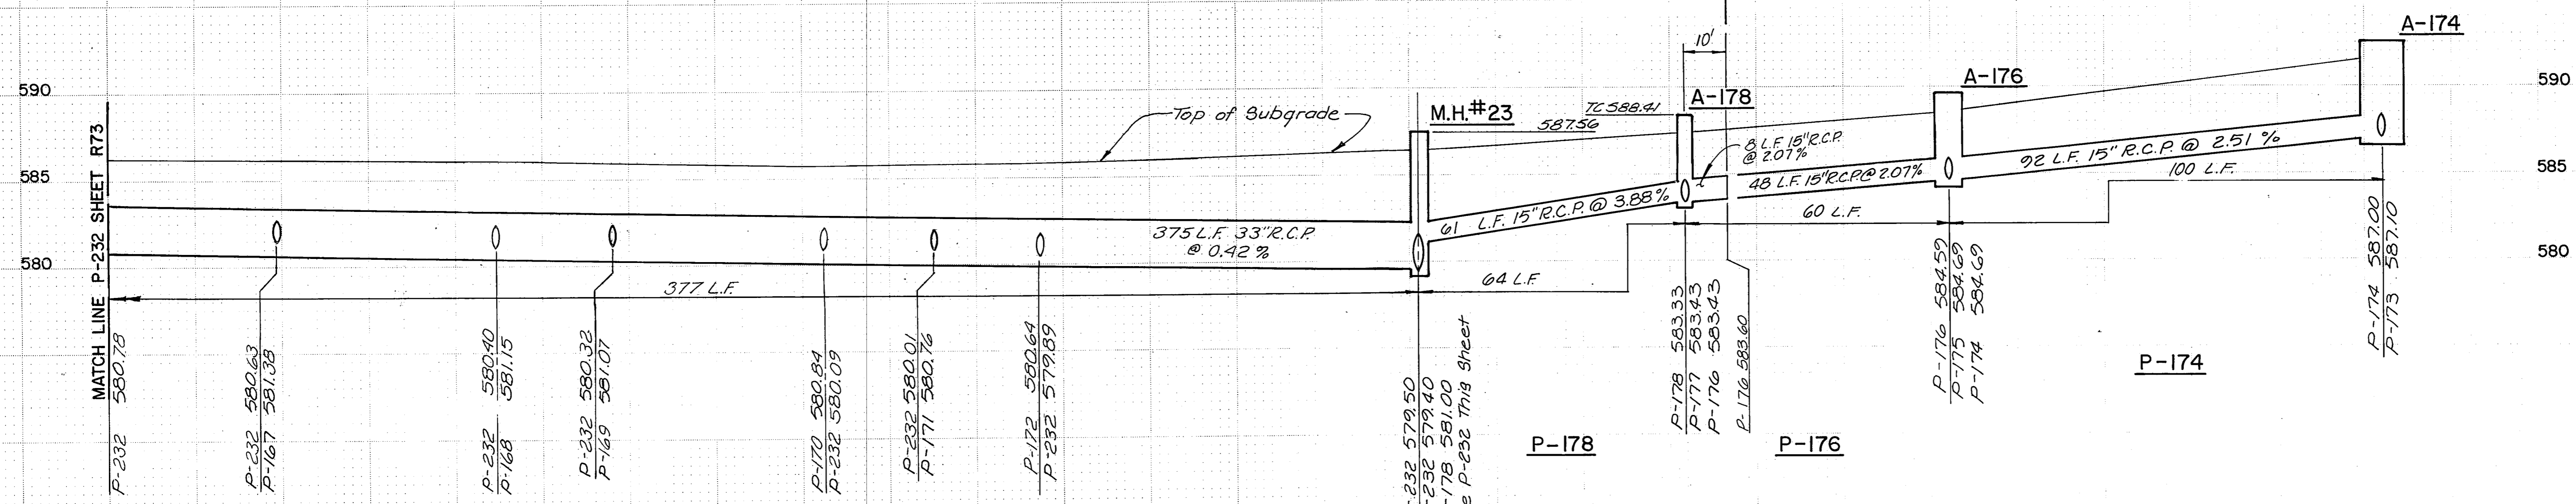 590
585
580
MATCH LINE P-232 SHEET R73
P-232 580.78
P-232 580.63
P-167 581.38
P-232 580.40
P-168 581.15
P-232 580.32
P-169 581.07
P-170 580.84
P-232 580.09
P-232 580.01
P-171 580.76
P-172 580.64
P-232 579.89
377 L.F.
Top of Subgrade
375 L.F. 33" R.C.P.
@ 0.42 %
M.H.#23
587.56
TC 588.41
10'
A-178
8 L.F. 15" R.C.P.
@ 2.07%
61 L.F. 15" R.C.P. @ 3.88 %
64 L.F.
-232 579.50
-232 579.40
-178 581.00
P-232 This Sheet
P-178
P-178 583.33
P-177 583.43
P-176 583.43
P-176 583.60
P-176
48 L.F. 15" R.C.P. @ 2.07%
60 L.F.
A-176
P-176 584.59
P-175 584.69
P-174 584.69
92 L.F. 15" R.C.P. @ 2.51 %
100 L.F.
P-174
A-174
P-174 587.00
P-173 587.10
590
585
580